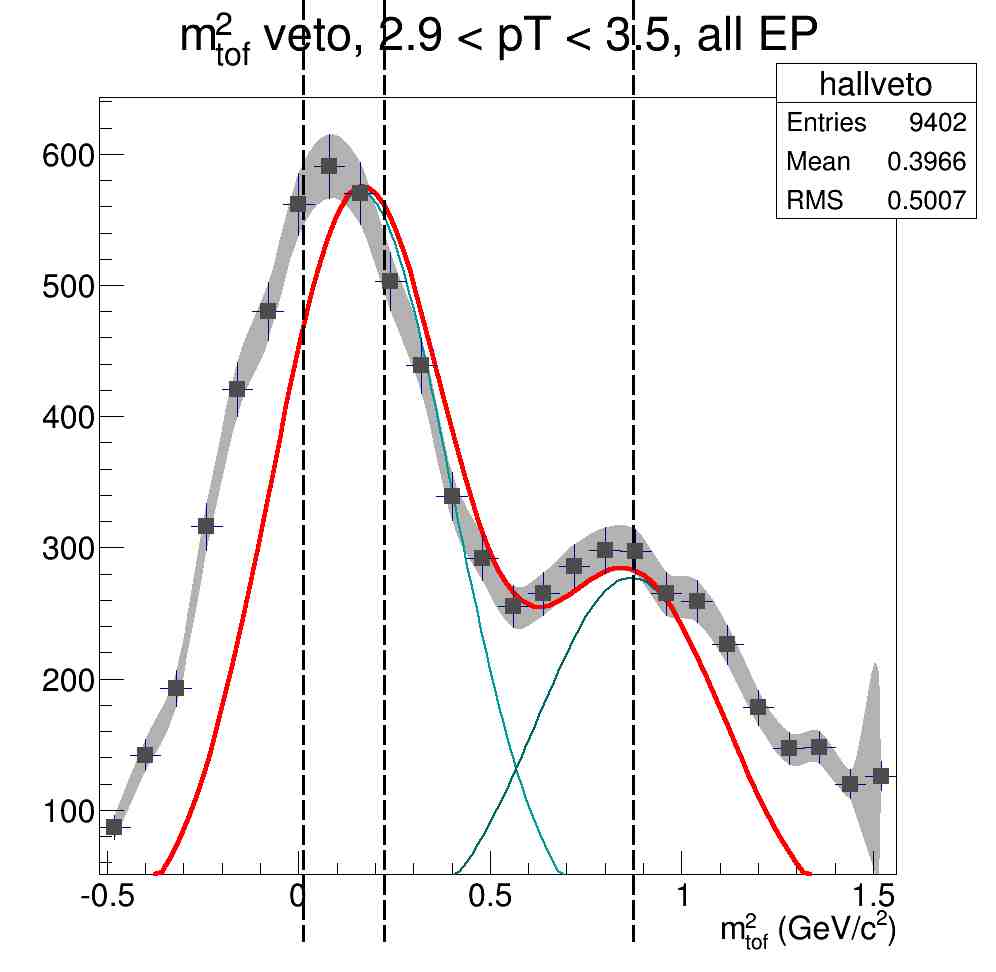 m²tof veto, 2.9 < pT < 3.5, all EP
hallveto
Entries 9402
Mean 0.3966
RMS 0.5007
600
500
400
300
200
100
-0.5 0 0.5 1 1.5
m²tof (GeV/c²)